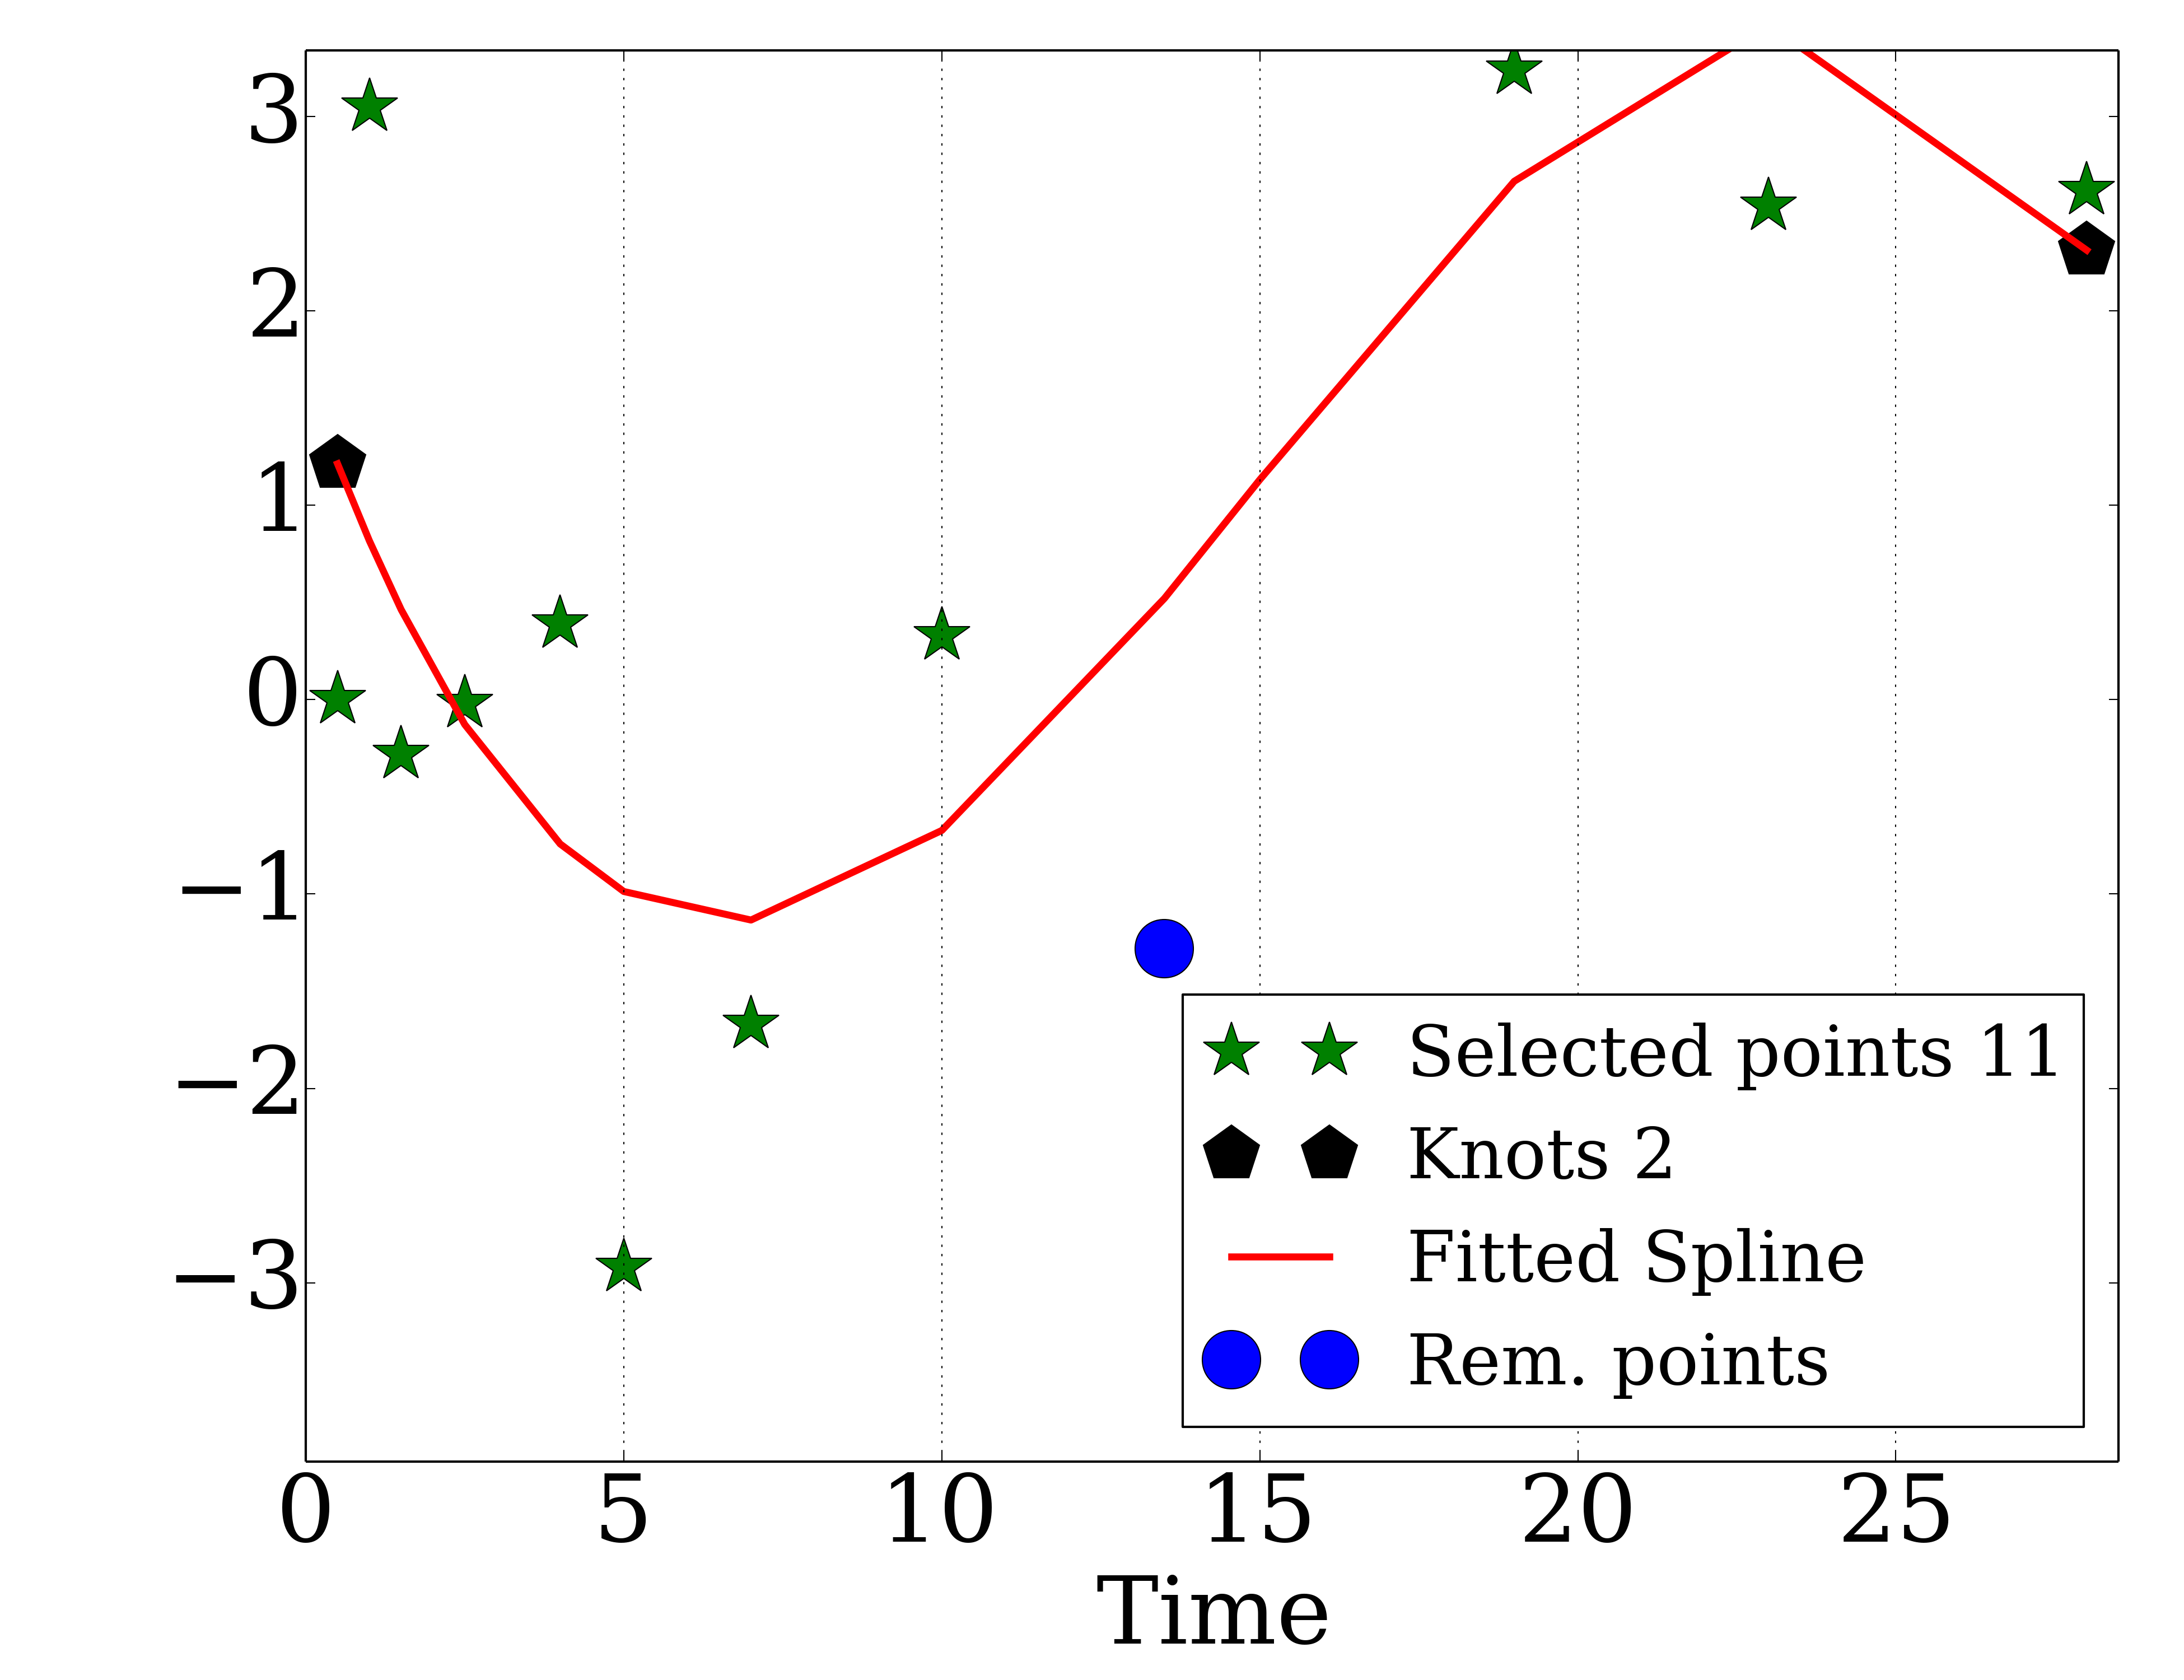 3
2
1
0
−1
−2
−3
Selected points 11
Knots 2
Fitted Spline
Rem. points
0 5 10 15 20 25
Time